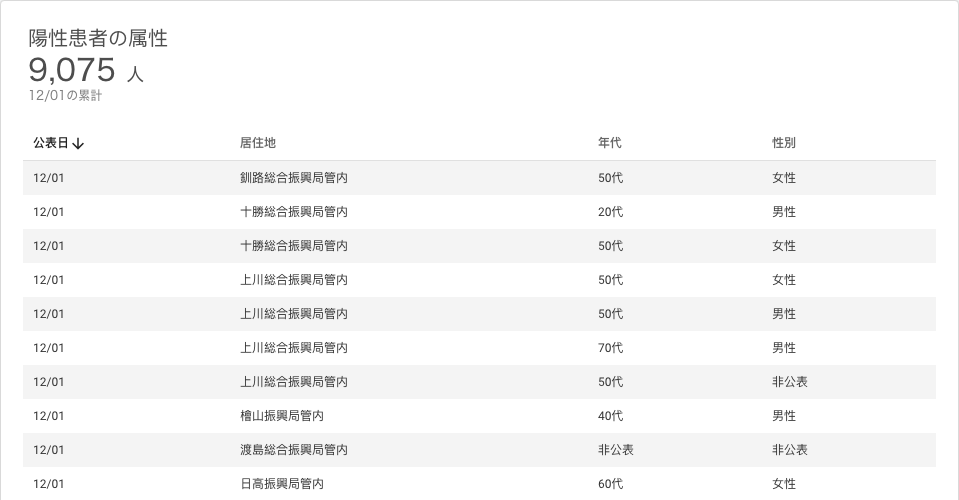 陽性患者の属性
9,075 人
12/01の累計
公表日 居住地 年代 性別
12/01 釧路総合振興局管内 50代 女性
12/01 十勝総合振興局管内 20代 男性
12/01 十勝総合振興局管内 50代 女性
12/01 上川総合振興局管内 50代 女性
12/01 上川総合振興局管内 50代 男性
12/01 上川総合振興局管内 70代 男性
12/01 上川総合振興局管内 50代 非公表
12/01 檜山振興局管内 40代 男性
12/01 渡島総合振興局管内 非公表 非公表
12/01 日高振興局管内 60代 女性